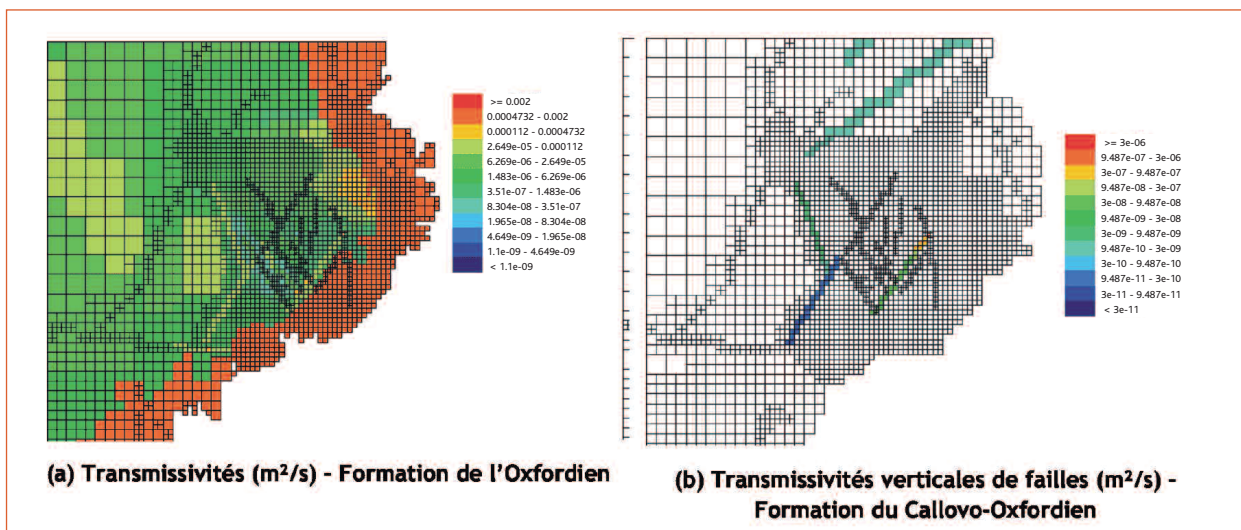 >= 0.002
0.0004732 - 0.002
0.000112 - 0.0004732
2.649e-05 - 0.000112
6.269e-06 - 2.649e-05
1.483e-06 - 6.269e-06
3.51e-07 - 1.483e-06
8.304e-08 - 3.51e-07
1.965e-08 - 8.304e-08
4.649e-09 - 1.965e-08
1.1e-09 - 4.649e-09
< 1.1e-09
(a) Transmissivités (m²/s) - Formation de l'Oxfordien
>= 3e-06
9.487e-07 - 3e-06
3e-07 - 9.487e-07
9.487e-08 - 3e-07
3e-08 - 9.487e-08
9.487e-09 - 3e-08
3e-09 - 9.487e-09
9.487e-10 - 3e-09
3e-10 - 9.487e-10
9.487e-11 - 3e-10
3e-11 - 9.487e-11
< 3e-11
(b) Transmissivités verticales de failles (m²/s) -
Formation du Callovo-Oxfordien